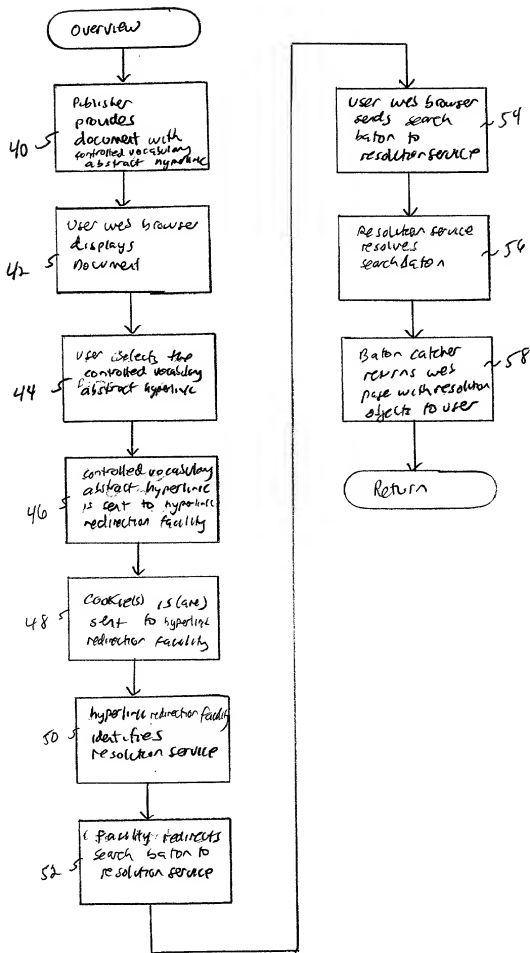 Overview
Publisher
provides
document with
controlled vocabulary
abstract hyperlink
40
User web browser
displays
Document
42
User selects the
controlled vocabulary
abstract hyperlink
44
controlled vocabulary
abstract hyperlink
is sent to hyperlink
redirection facility
46
Cookie(s) is (are)
sent to hyperlink
redirection facility
48
hyperlink redirection facility
identifies
resolution service
50
Facility redirects
search baton to
resolution service
52
User web browser
sends search
baton to
resolution service
54
Resolution service
resolves
search baton
56
Baton catcher
returns web
page with resolution
objects to user
58
Return